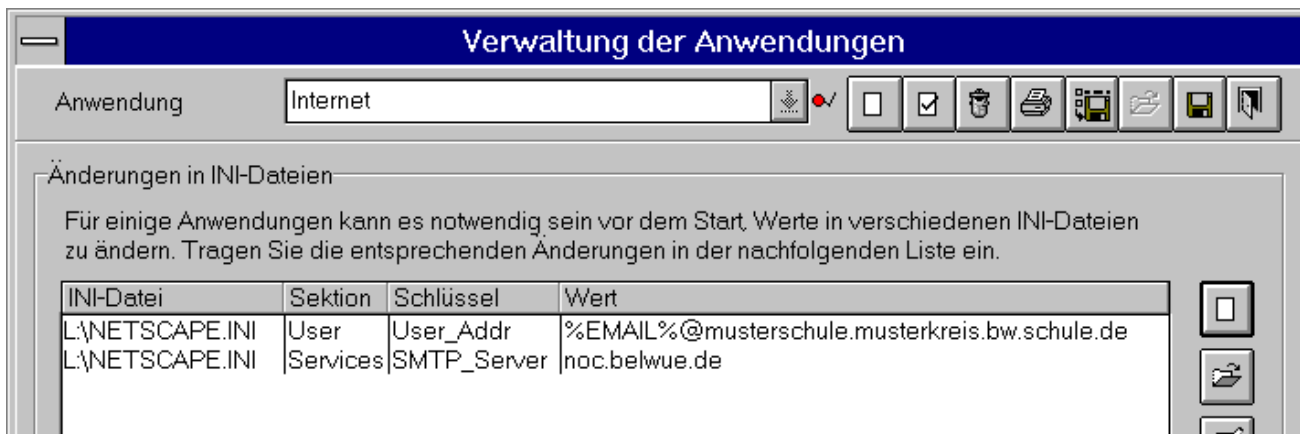 Verwaltung der Anwendungen
Anwendung Internet
Änderungen in INI-Dateien
Für einige Anwendungen kann es notwendig sein vor dem Start, Werte in verschiedenen INI-Dateien
zu ändern. Tragen Sie die entsprechenden Änderungen in der nachfolgenden Liste ein.
INI-Datei Sektion Schlüssel Wert
L:\NETSCAPE.INI User User_Addr %EMAIL%@musterschule.musterkreis.bw.schule.de
L:\NETSCAPE.INI Services SMTP_Server noc.belwue.de